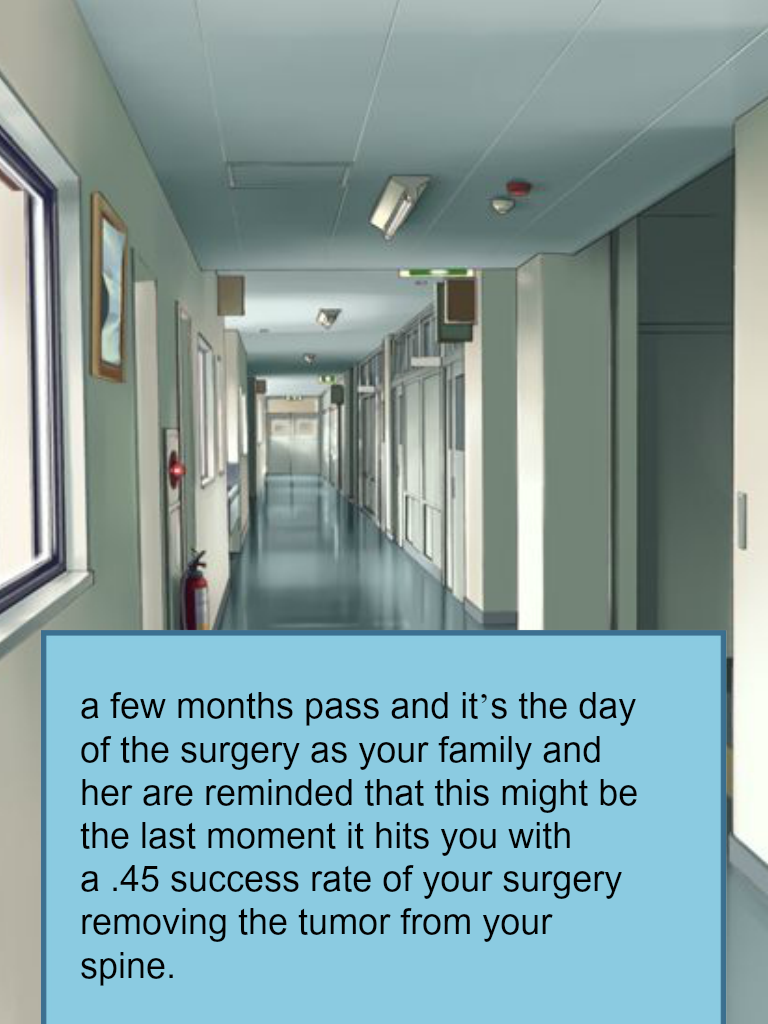 a few months pass and it’s the day
of the surgery as your family and
her are reminded that this might be
the last moment it hits you with
a .45 success rate of your surgery
removing the tumor from your
spine.